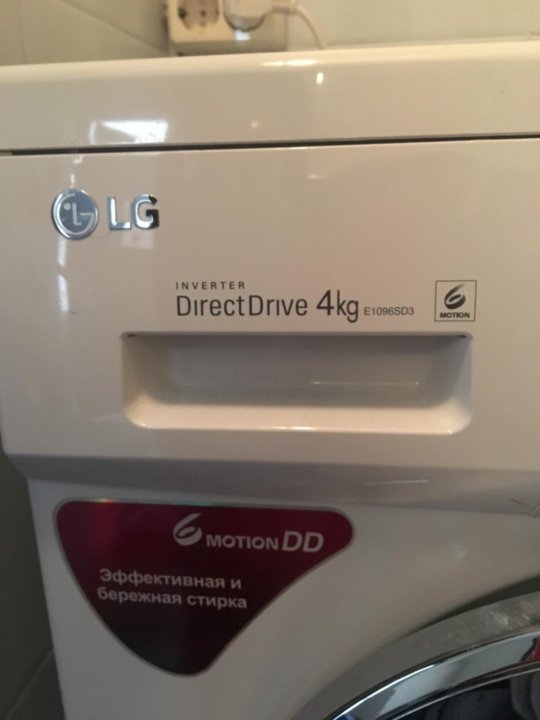 LG
INVERTER
DirectDrive 4kg E1096SD3
6 MOTION
6 MOTION DD
Эффективная и
бережная стирка